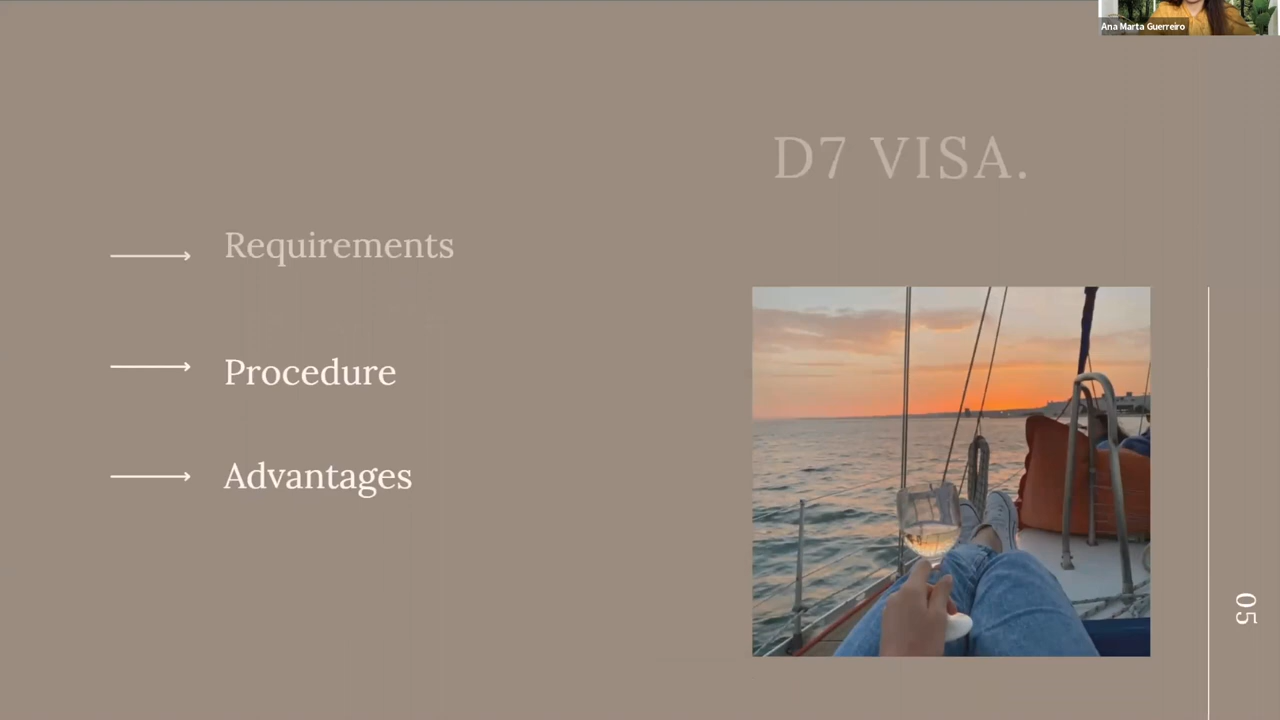 Ana Marta Guerreiro
D7 VISA.
Requirements
Procedure
Advantages
05